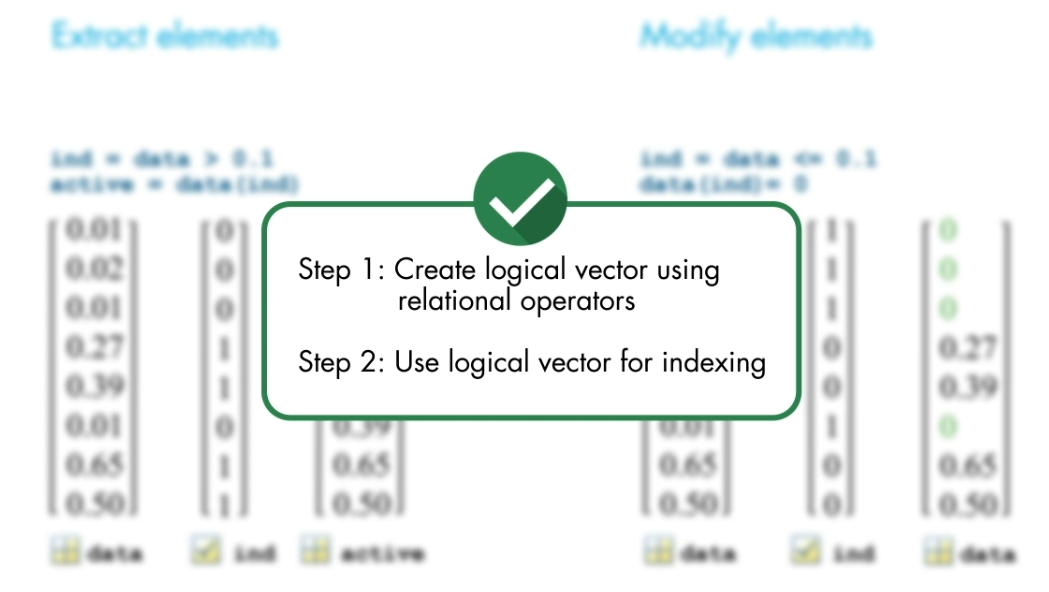 Extract elements
Modify elements
ind = data > 0.1
active = data(ind)
ind = data <= 0.1
data(ind)= 0
Step 1: Create logical vector using
relational operators
Step 2: Use logical vector for indexing
0.01 0 1 0
0.02 0 1 0
0.01 0 1 0
0.27 1 0 0.27
0.39 1 0 0.39
0.01 0 0.39 0.01 1 0
0.65 1 0.65 0.65 0 0.65
0.50 1 0.50 0.50 0 0.50
data ind active data ind data